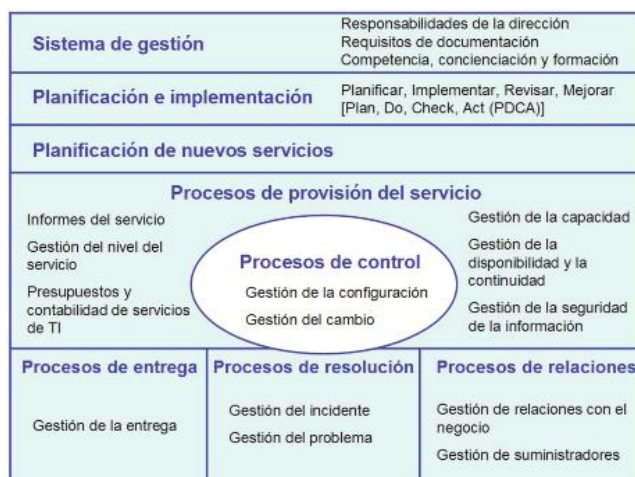 Sistema de gestión
Responsabilidades de la dirección
Requisitos de documentación
Competencia, concienciación y formación
Planificación e implementación
Planificar, Implementar, Revisar, Mejorar
[Plan, Do, Check, Act (PDCA)]
Planificación de nuevos servicios
Procesos de provisión del servicio
Informes del servicio
Gestión del nivel del
servicio
Presupuestos y
contabilidad de servicios
de TI
Procesos de control
Gestión de la configuración
Gestión del cambio
Gestión de la capacidad
Gestión de la
disponibilidad y la
continuidad
Gestión de la seguridad
de la información
Procesos de entrega
Gestión de la entrega
Procesos de resolución
Gestión del incidente
Gestión del problema
Procesos de relaciones
Gestión de relaciones con el
negocio
Gestión de suministradores